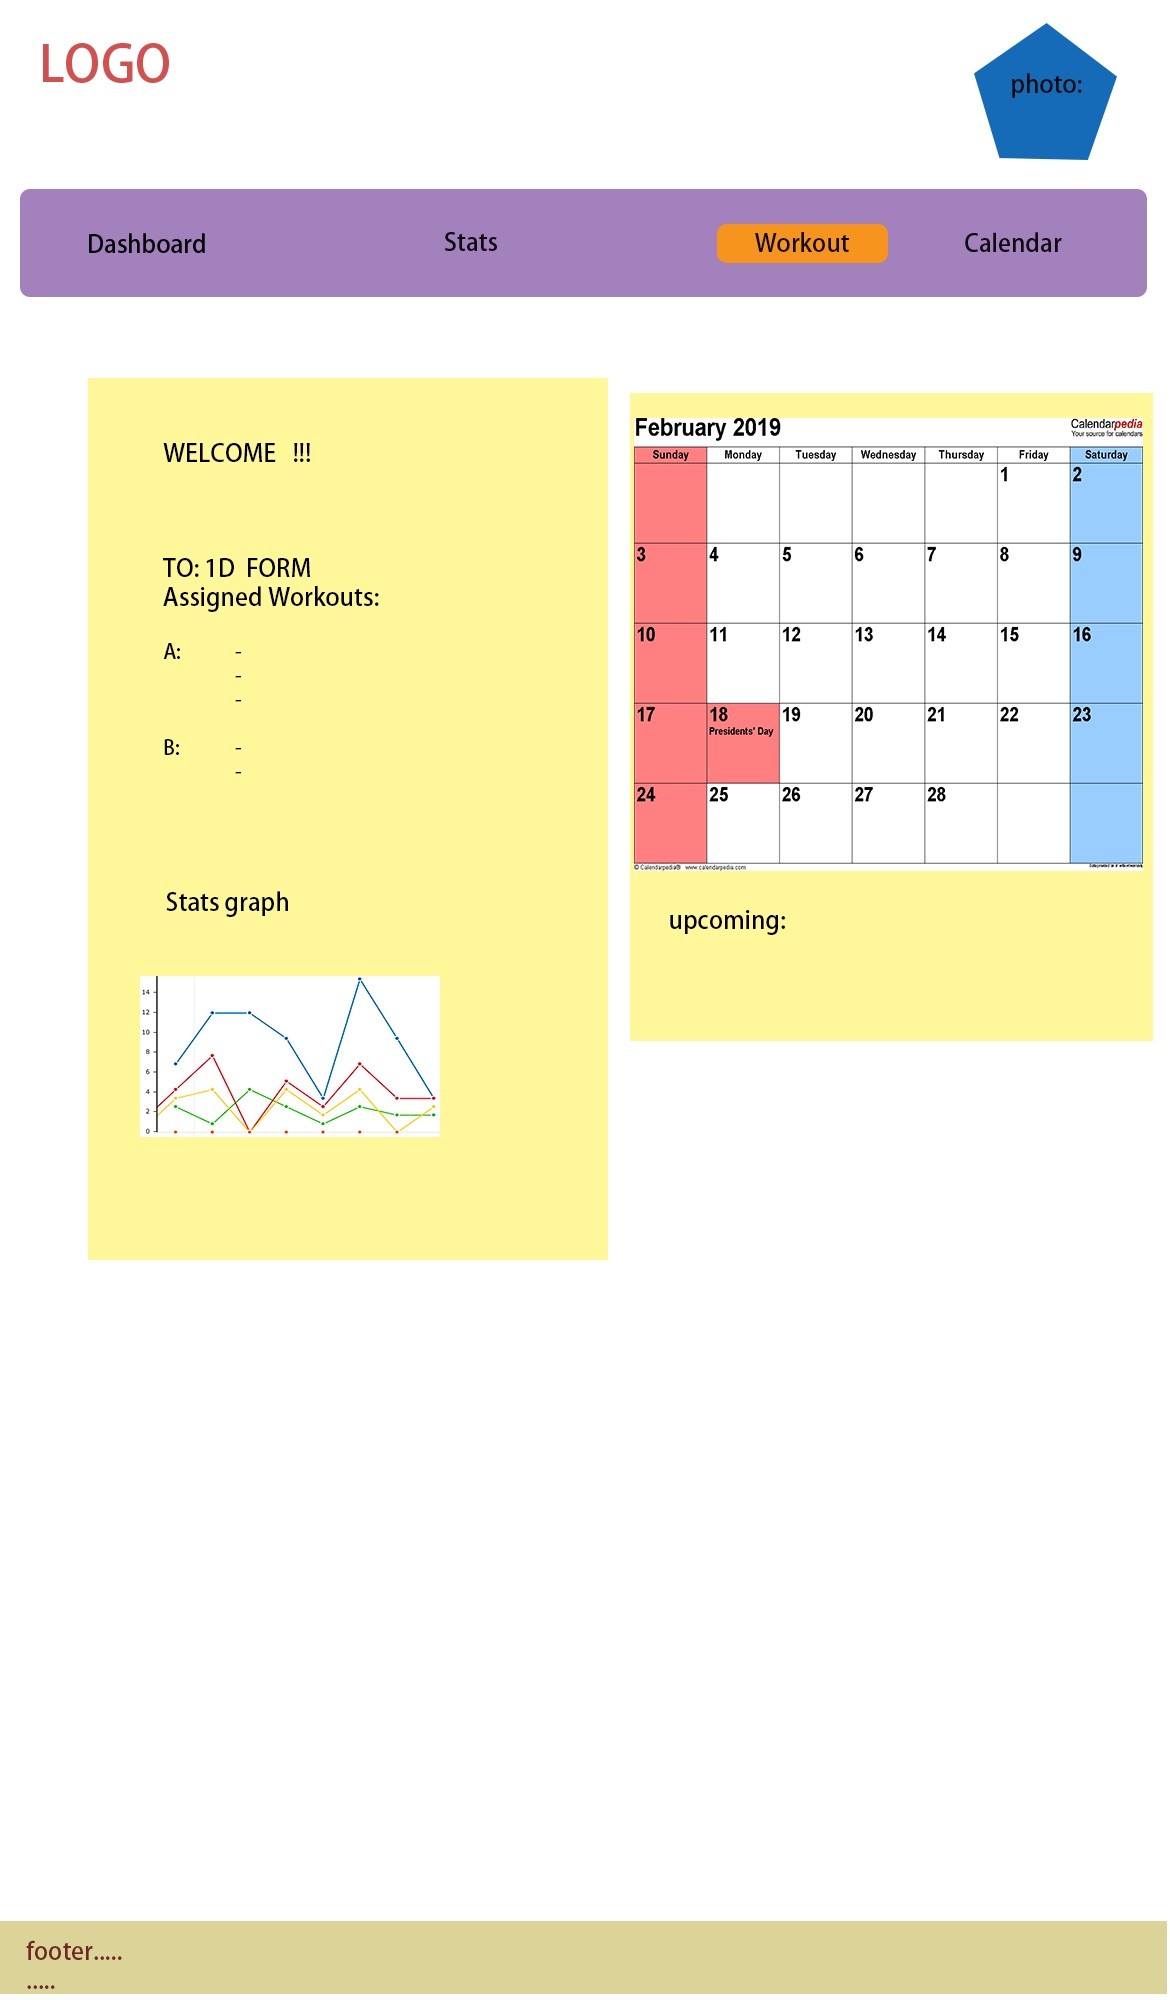 LOGO
photo:
Dashboard
Stats
Workout
Calendar
WELCOME !!!
TO: 1D FORM
Assigned Workouts:
A: -
-
-
B: -
-
Stats graph
14
12
10
8
6
4
2
0
February 2019
Calendarpedia
Your source for calendars
Sunday Monday Tuesday Wednesday Thursday Friday Saturday
1 2
3 4 5 6 7 8 9
10 11 12 13 14 15 16
17 18 19 20 21 22 23
Presidents' Day
24 25 26 27 28
© Calendarpedia® www.calendarpedia.com
upcoming:
footer.....
.....